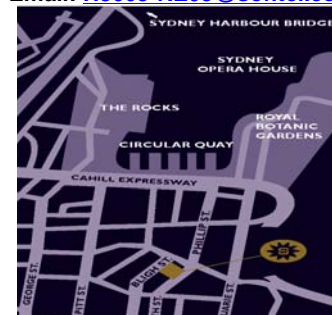 SYDNEY HARBOUR BRIDGE
SYDNEY
OPERA HOUSE
THE ROCKS
ROYAL
BOTANIC
GARDENS
CIRCULAR QUAY
CAHILL EXPRESSWAY
PHILLIP ST.
BLIGH ST.
GEORGE ST.
PITT ST.